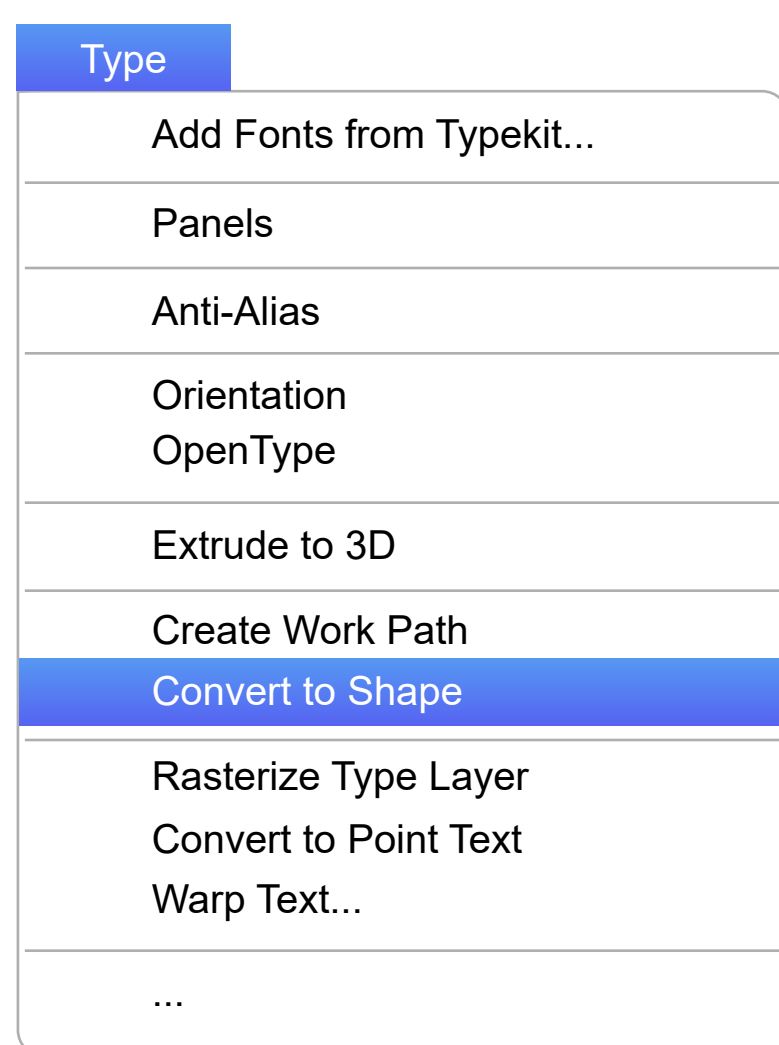 Type
Add Fonts from Typekit...
Panels
Anti-Alias
Orientation
OpenType
Extrude to 3D
Create Work Path
Convert to Shape
Rasterize Type Layer
Convert to Point Text
Warp Text...
...